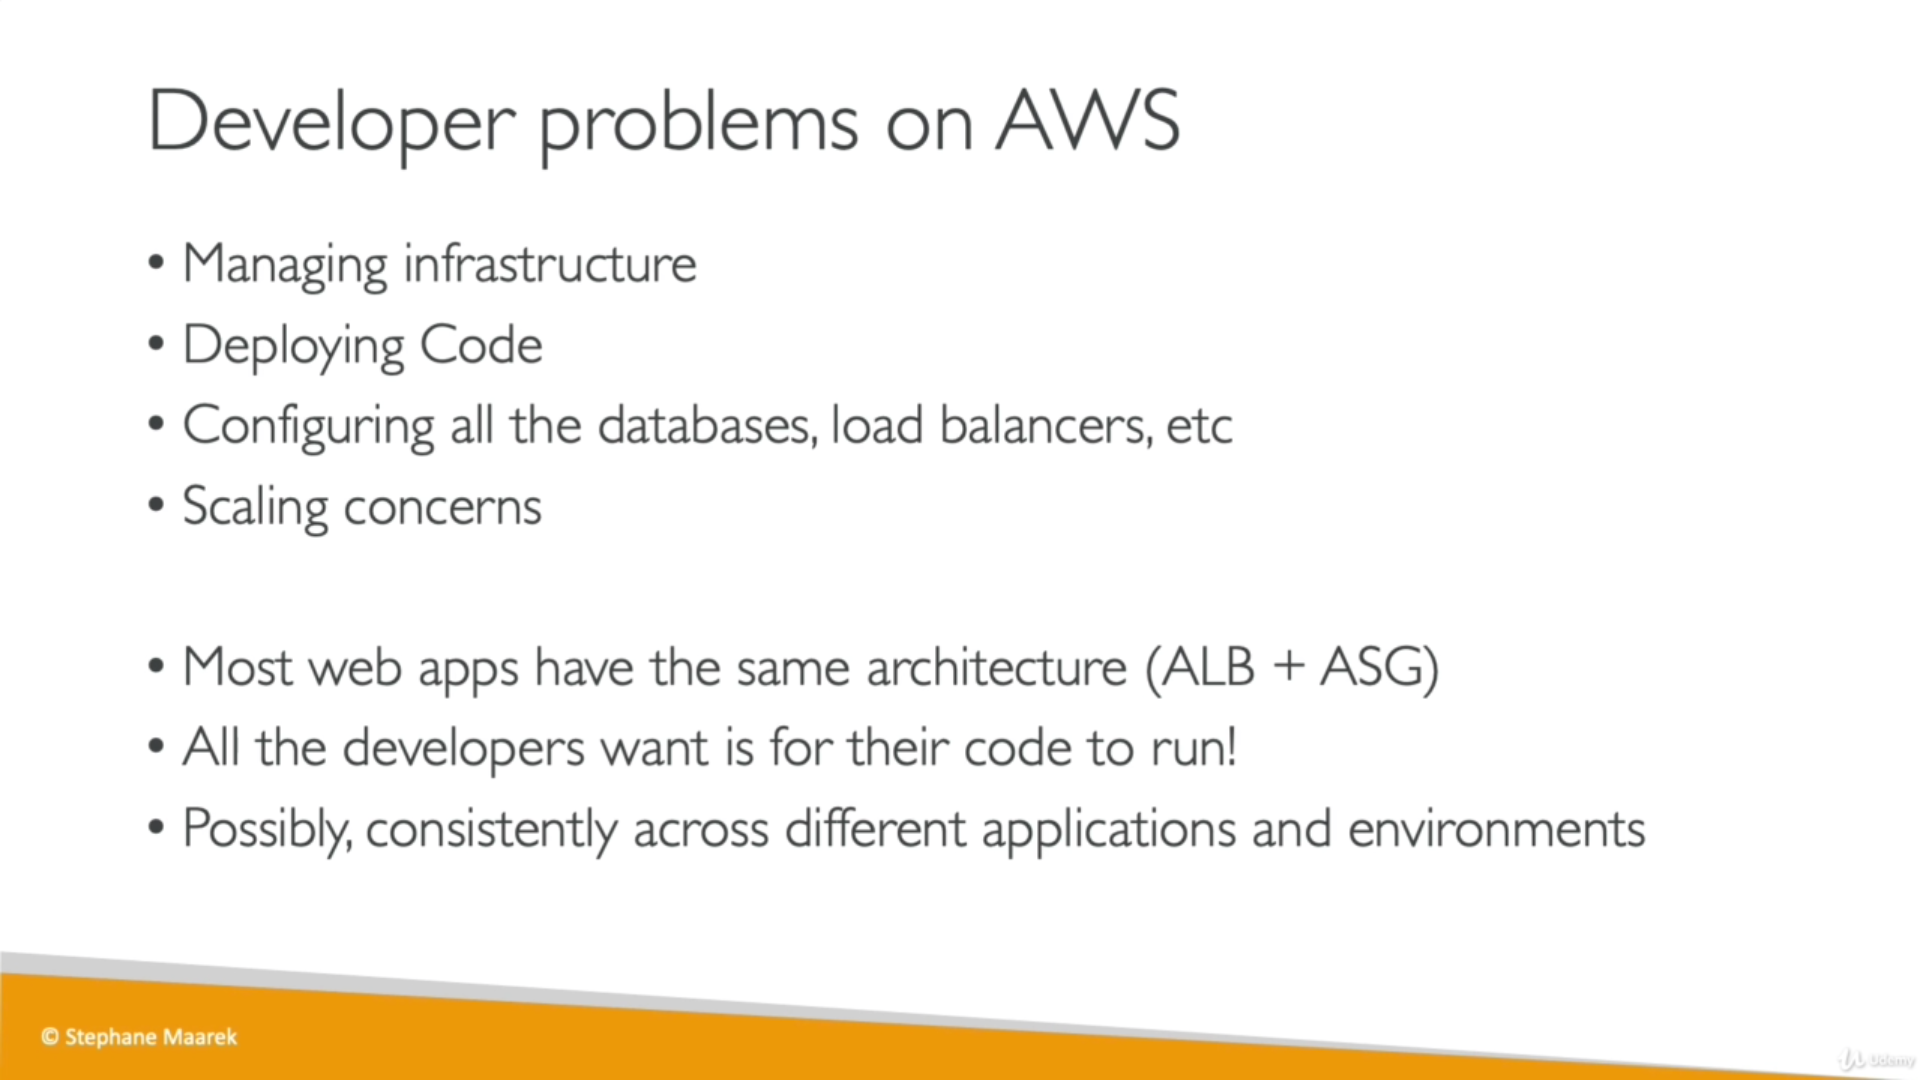 Developer problems on AWS
• Managing infrastructure
• Deploying Code
• Configuring all the databases, load balancers, etc
• Scaling concerns
• Most web apps have the same architecture (ALB + ASG)
• All the developers want is for their code to run!
• Possibly, consistently across different applications and environments
© Stephane Maarek
Udemy